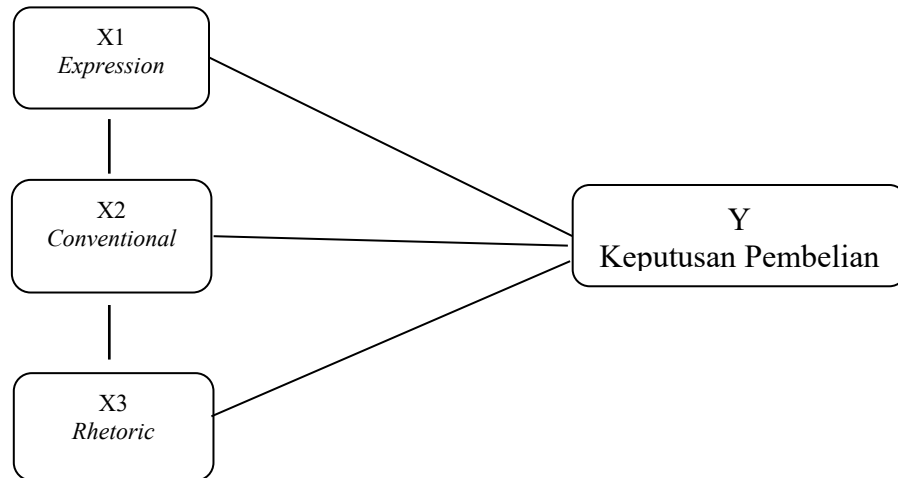 X1
Expression
X2
Conventional
Y
Keputusan Pembelian
X3
Rhetoric